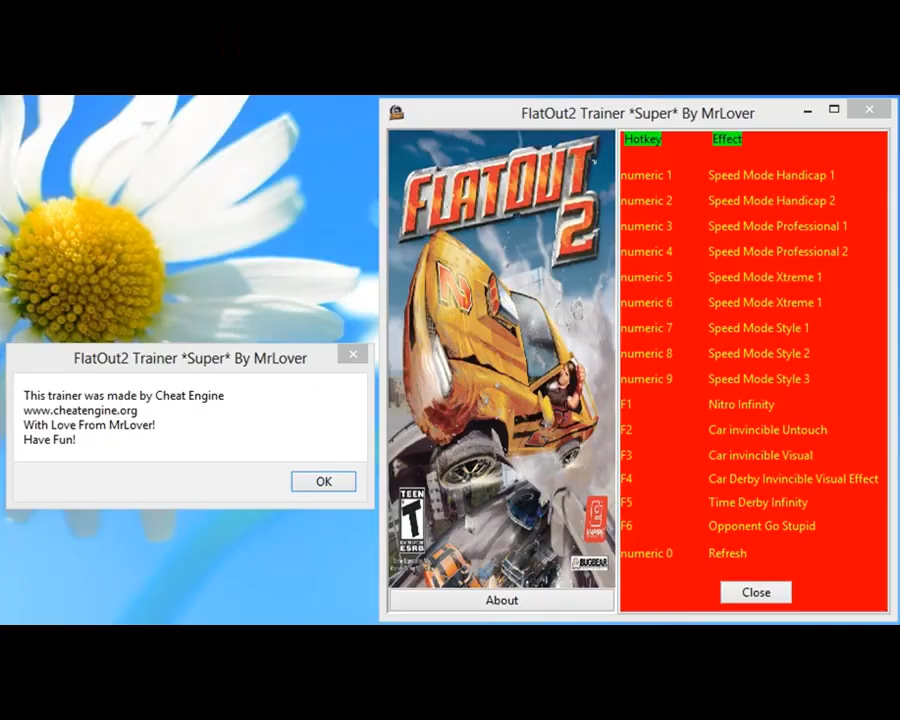 FlatOut2 Trainer *Super* By MrLover
FLATOUT
2
N
TEEN
T
ESRB
EMPIRE
BUGBEAR
About
Hotkey Effect
numeric 1 Speed Mode Handicap 1
numeric 2 Speed Mode Handicap 2
numeric 3 Speed Mode Professional 1
numeric 4 Speed Mode Professional 2
numeric 5 Speed Mode Xtreme 1
numeric 6 Speed Mode Xtreme 1
numeric 7 Speed Mode Style 1
numeric 8 Speed Mode Style 2
numeric 9 Speed Mode Style 3
F1 Nitro Infinity
F2 Car invincible Untouch
F3 Car invincible Visual
F4 Car Derby Invincible Visual Effect
F5 Time Derby Infinity
F6 Opponent Go Stupid
numeric 0 Refresh
Close
FlatOut2 Trainer *Super* By MrLover
This trainer was made by Cheat Engine
www.cheatengine.org
With Love From MrLover!
Have Fun!
OK